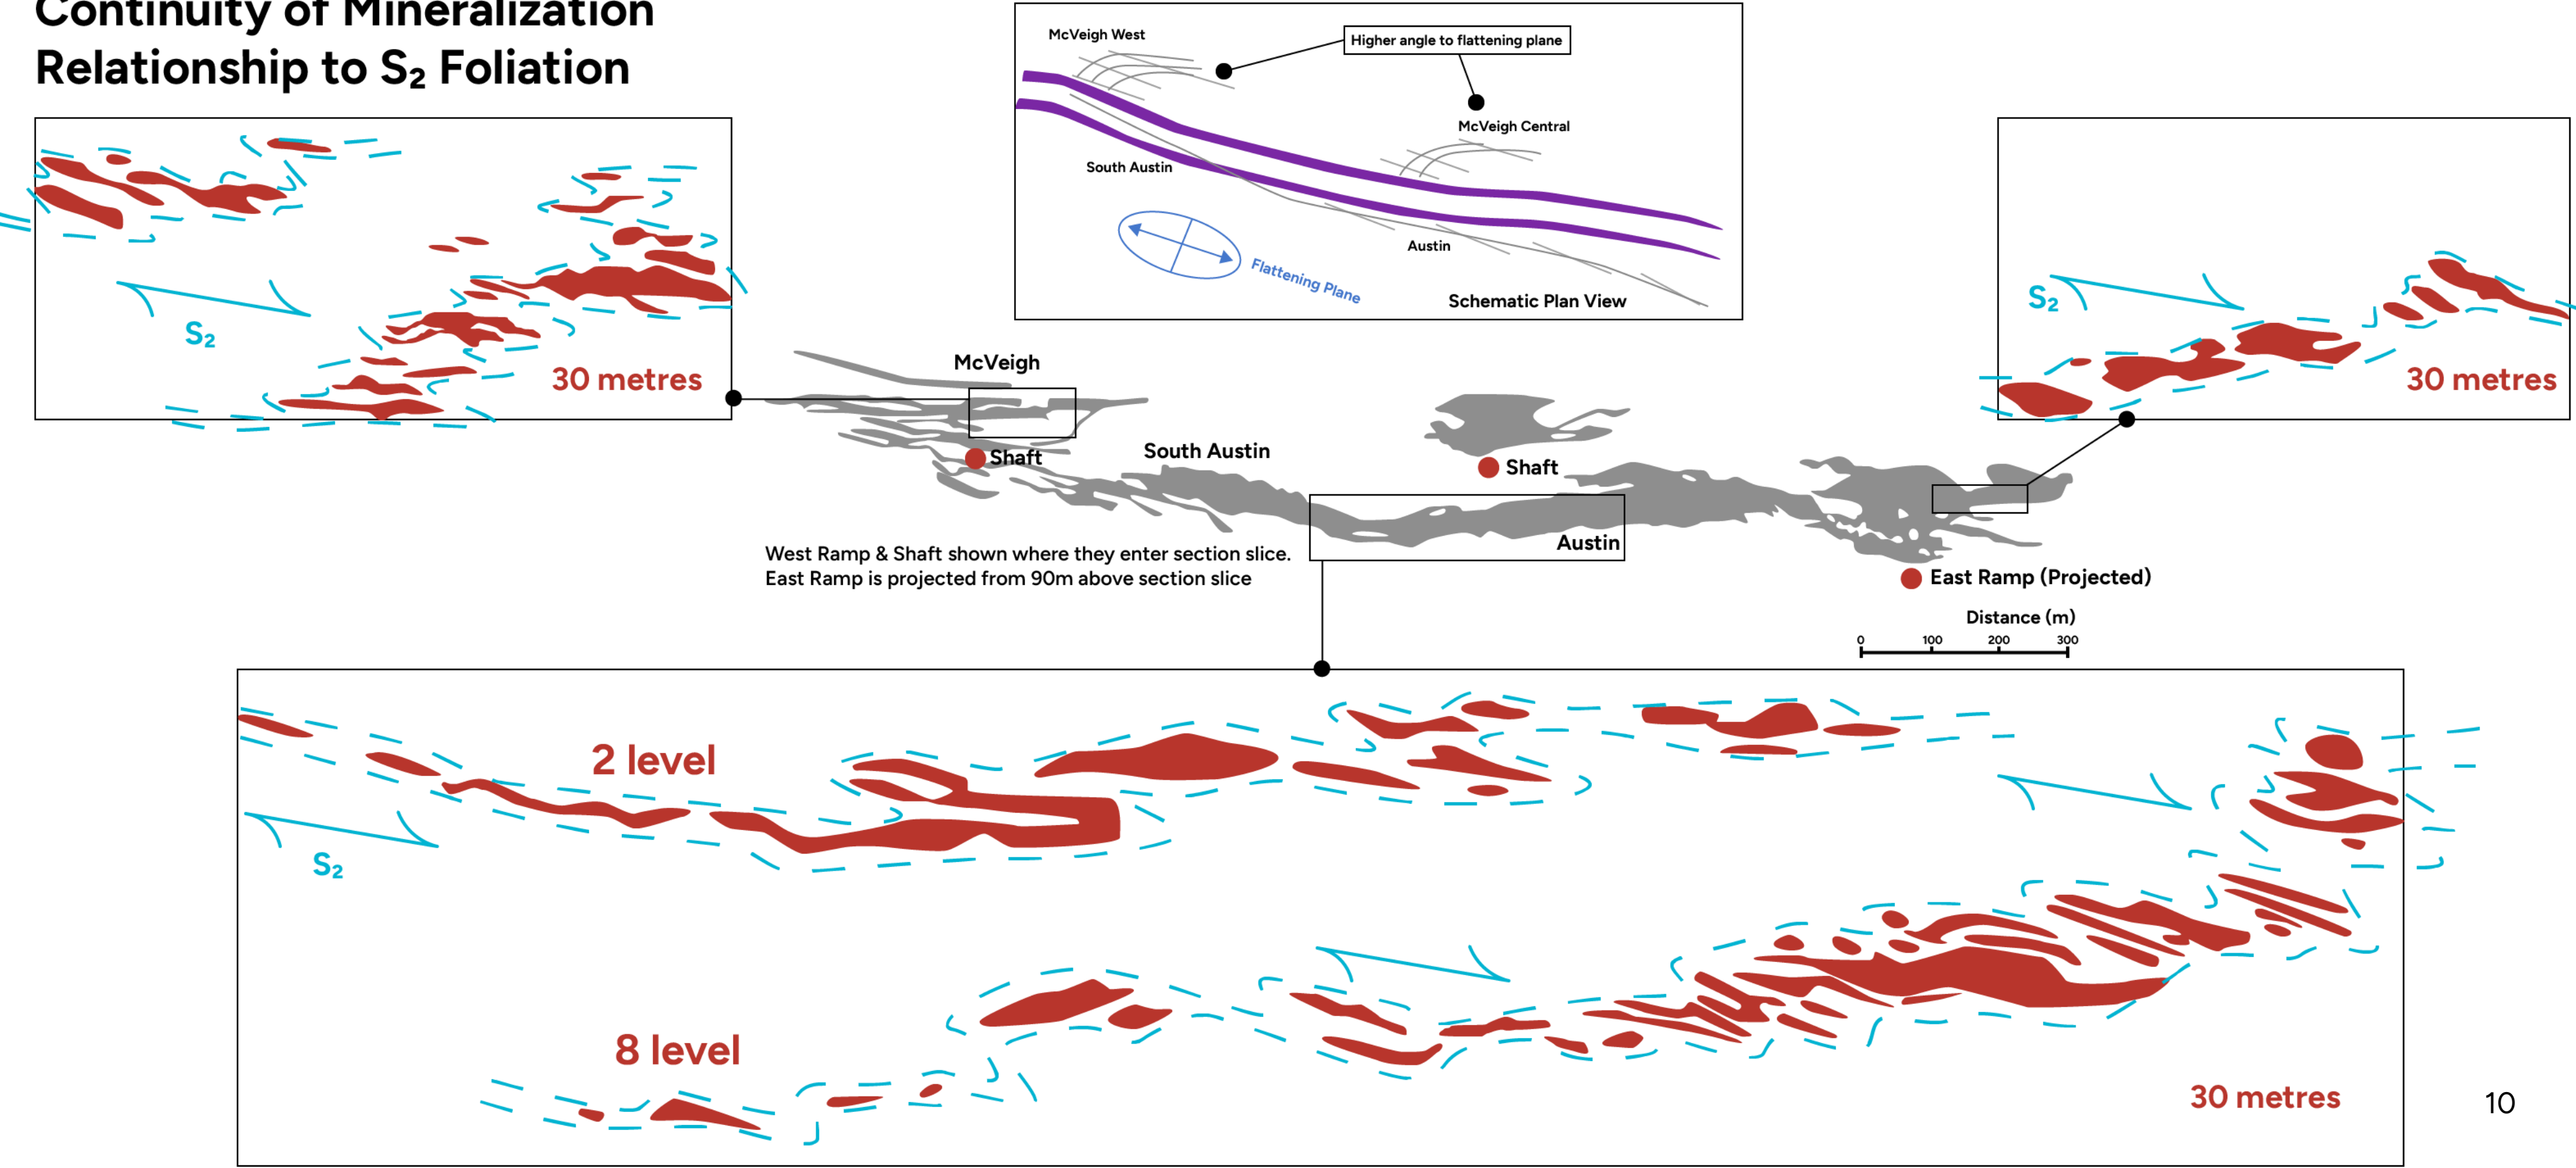 Continuity of Mineralization
Relationship to S₂ Foliation
McVeigh West
Higher angle to flattening plane
McVeigh Central
South Austin
Austin
Flattening Plane
Schematic Plan View
S₂
30 metres
S₂
30 metres
McVeigh
Shaft
South Austin
Shaft
Austin
West Ramp & Shaft shown where they enter section slice.
East Ramp is projected from 90m above section slice
East Ramp (Projected)
Distance (m)
0 100 200 300
2 level
S₂
8 level
30 metres
10